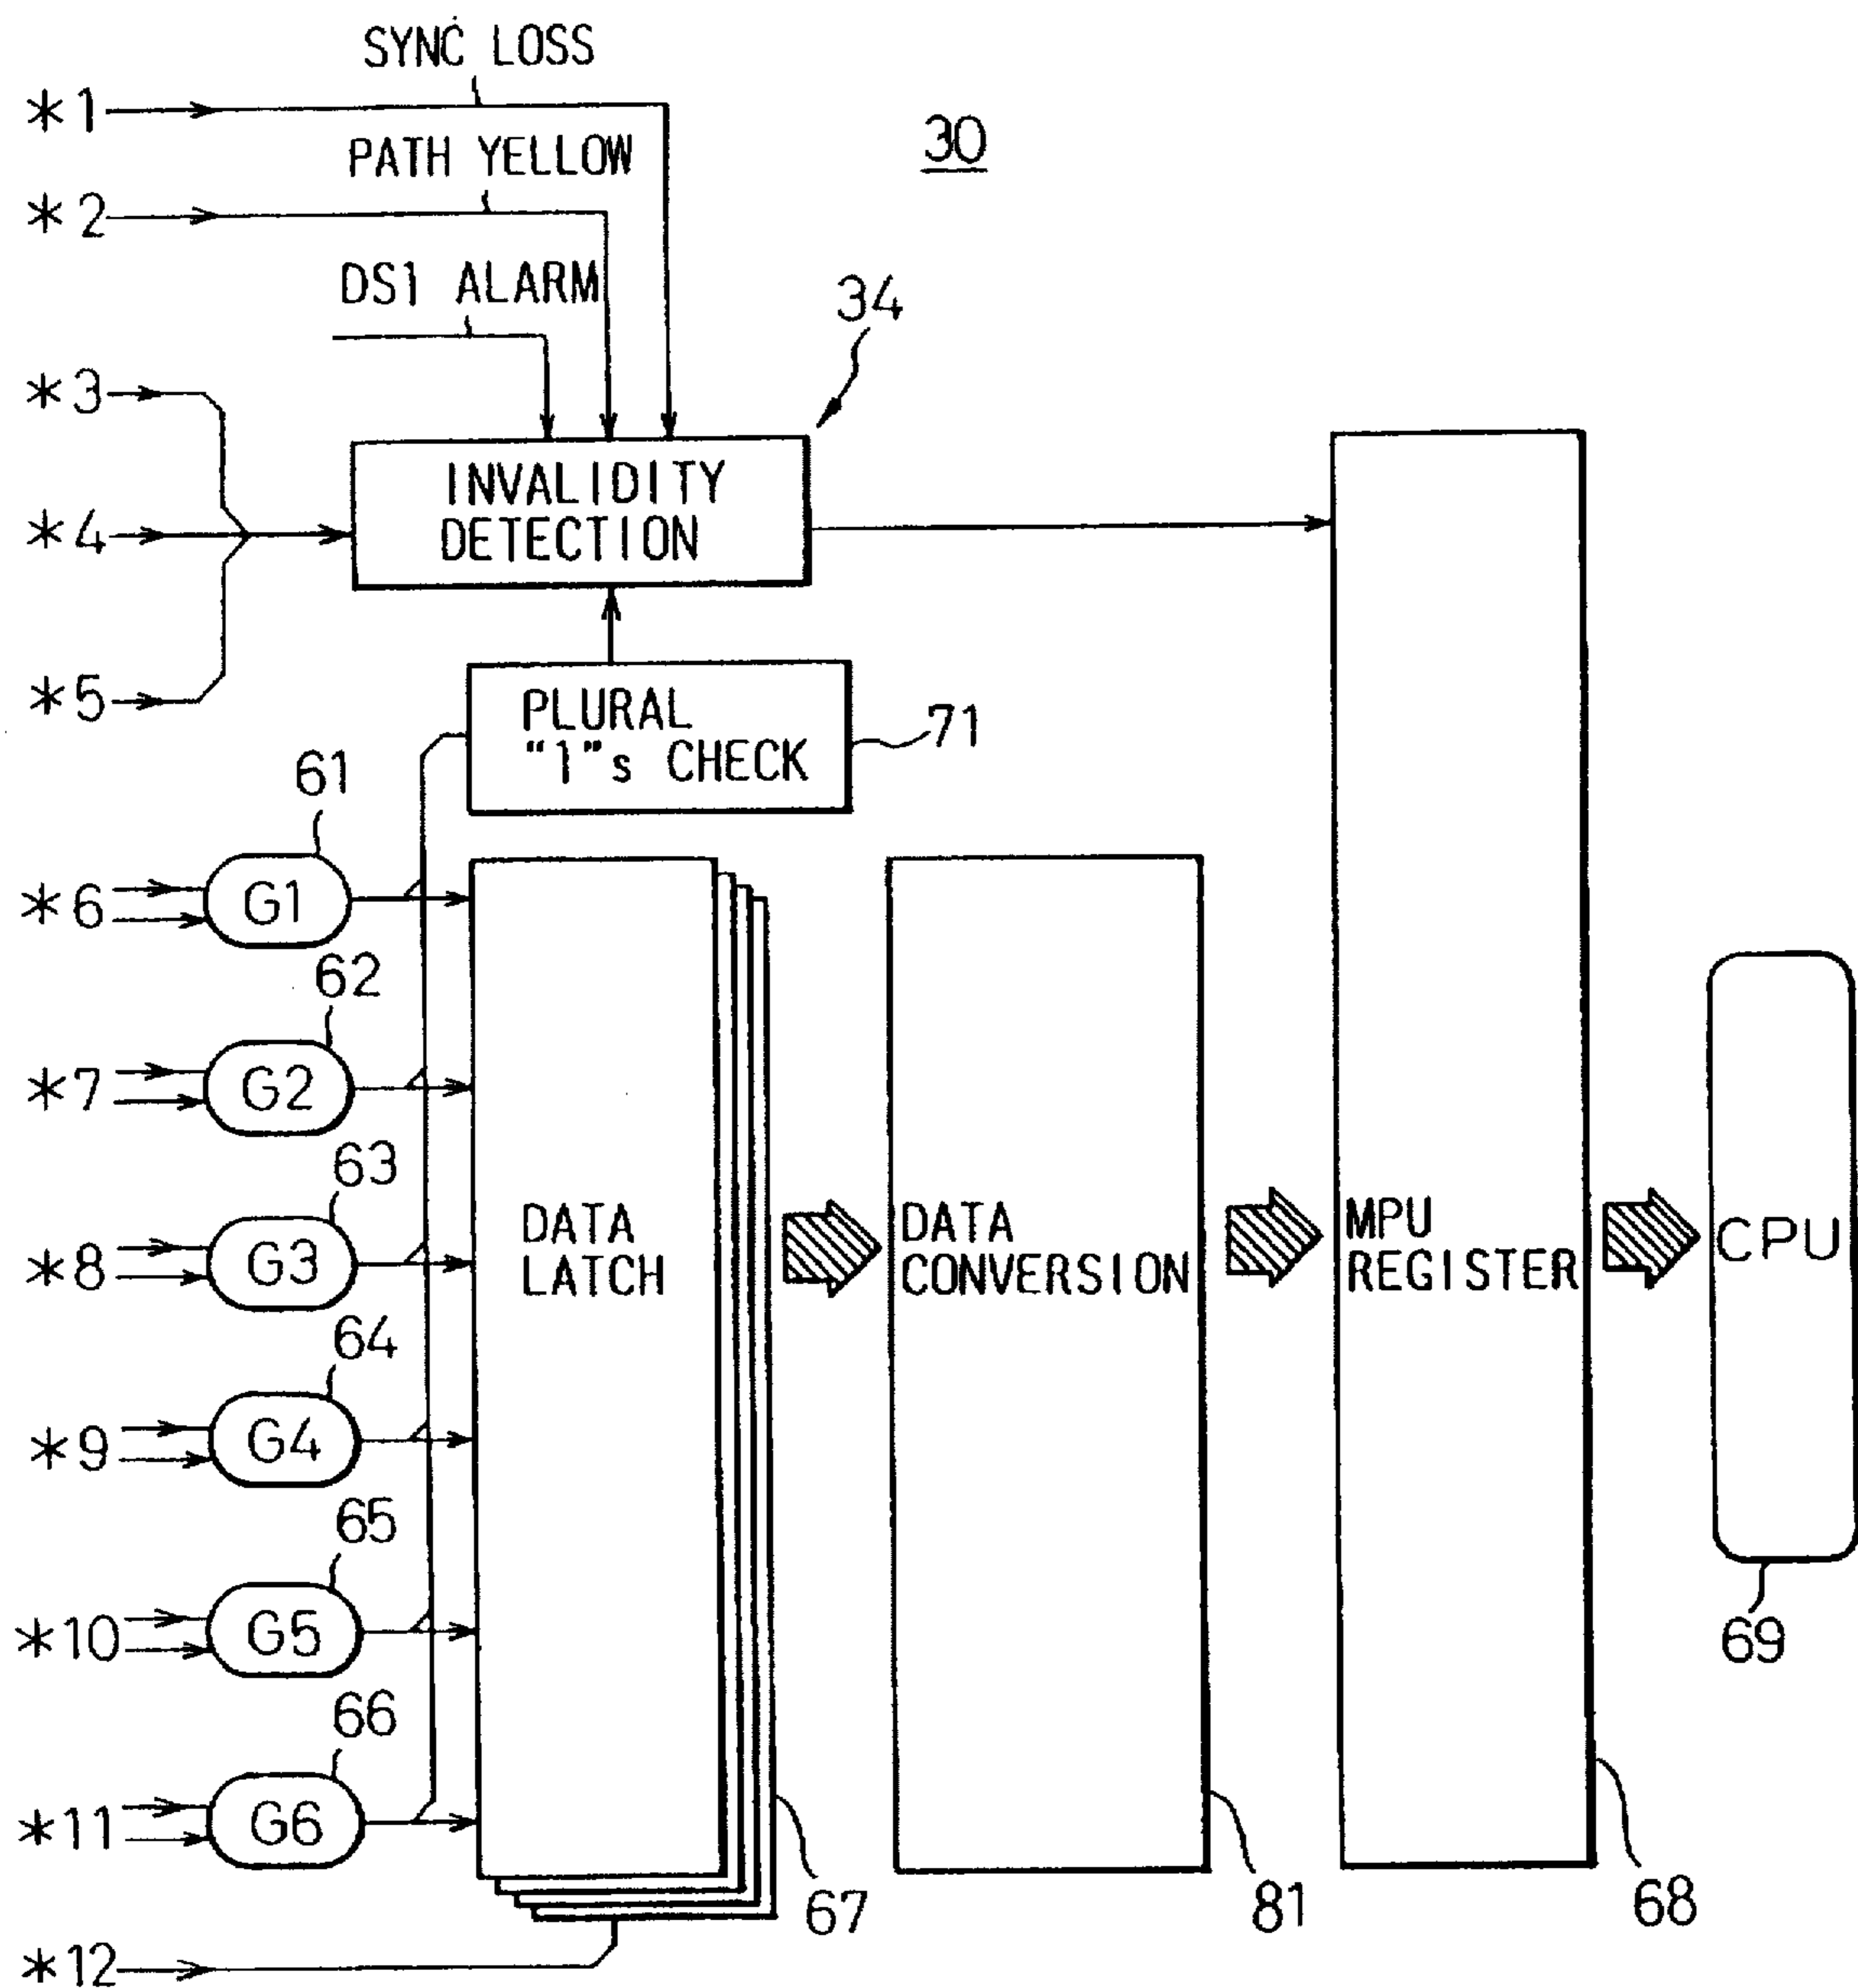 SYNC LOSS
*1
PATH YELLOW
30
*2
DS1 ALARM
34
*3
INVALIDITY
DETECTION
*4
*5
PLURAL
"1"s CHECK
71
61
*6
G1
62
*7
G2
63
*8
G3
DATA
LATCH
DATA
CONVERSION
MPU
REGISTER
CPU
64
*9
G4
65
*10
G5
69
66
*11
G6
67
81
68
*12